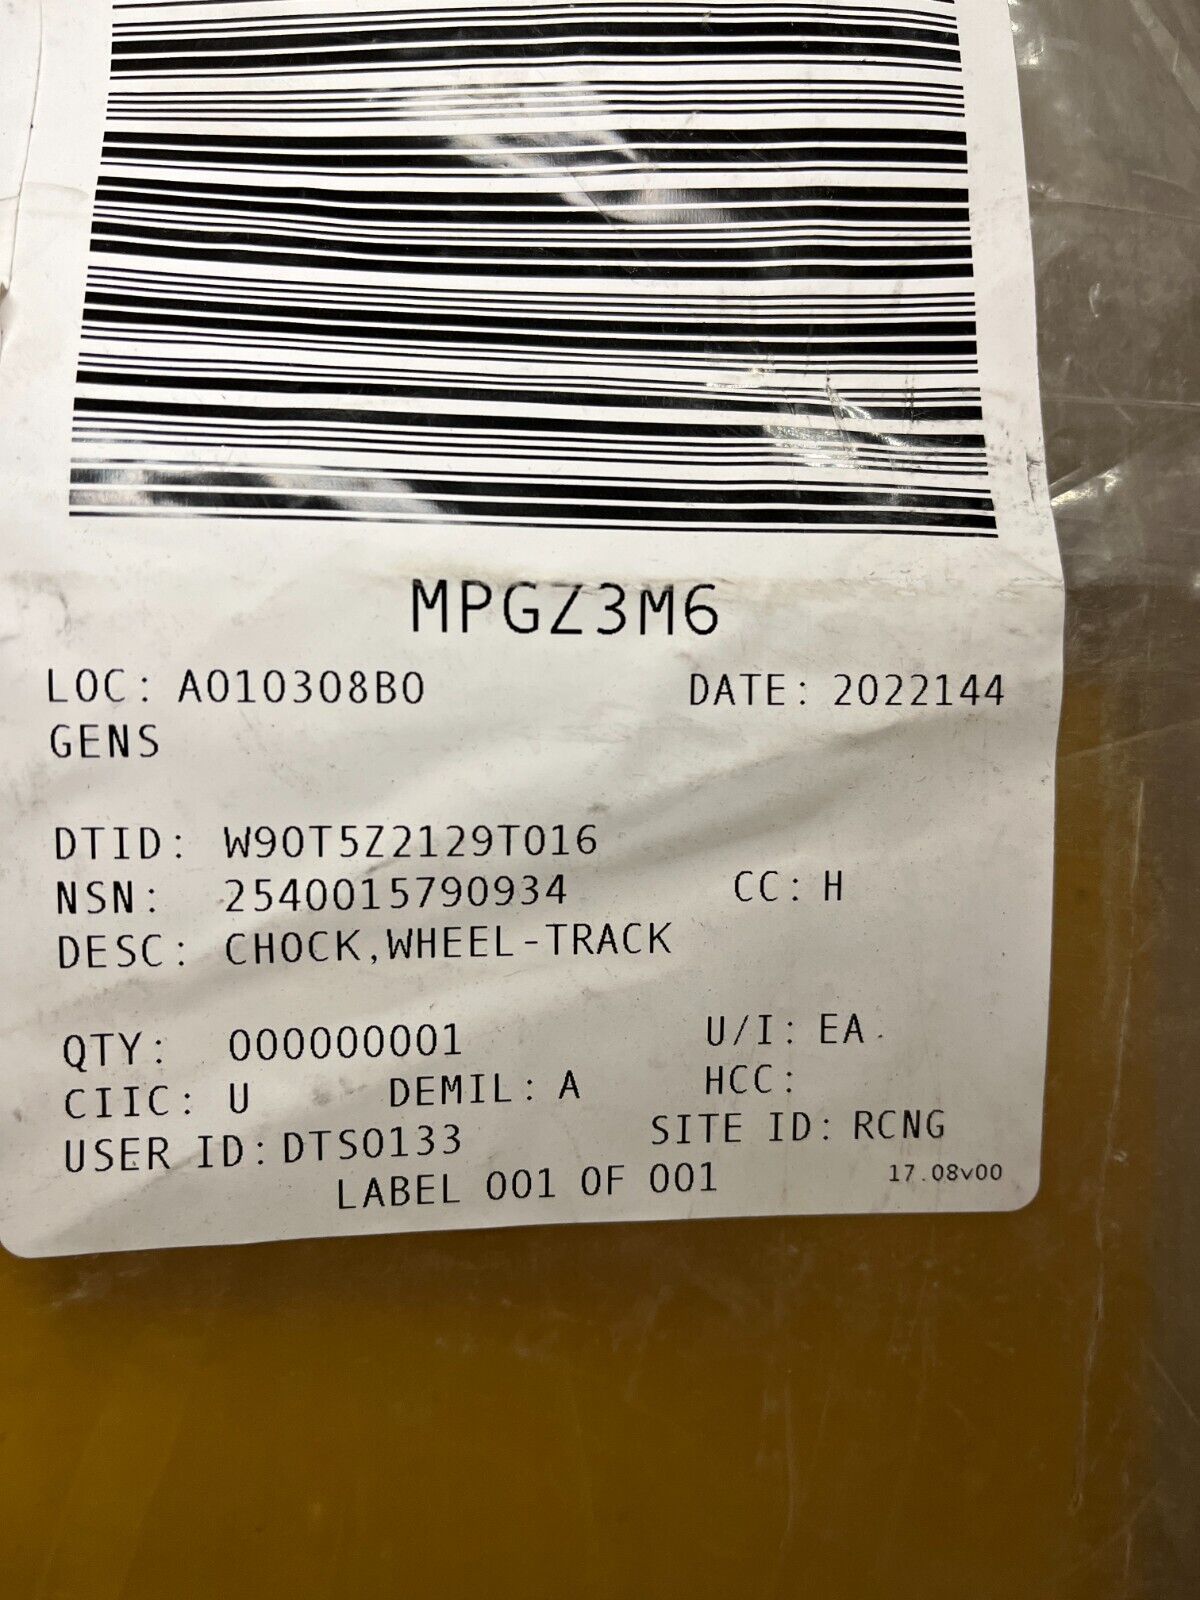 MPGZ3M6
LOC: A010308B0 DATE: 2022144
GENS
DTID: W90T5Z2129T016
NSN: 2540015790934 CC: H
DESC: CHOCK,WHEEL-TRACK
QTY: 000000001 U/I: EA
CIIC: U DEMIL: A HCC:
USER ID: DTS0133 SITE ID: RCNG
LABEL 001 OF 001 17.08v00